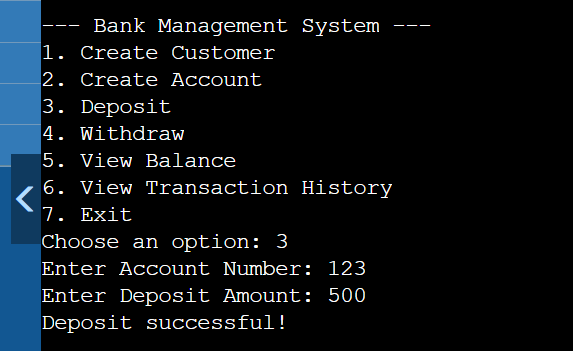 --- Bank Management System ---
1. Create Customer
2. Create Account
3. Deposit
4. Withdraw
5. View Balance
6. View Transaction History
7. Exit
Choose an option: 3
Enter Account Number: 123
Enter Deposit Amount: 500
Deposit successful!